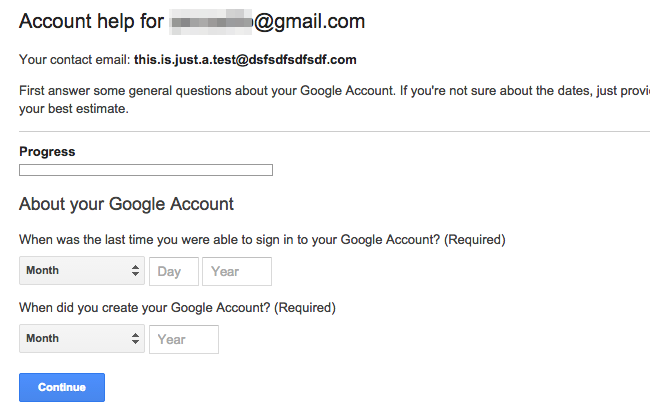 Account help for @gmail.com
Your contact email: this.is.just.a.test@dsfsdfsdfsdf.com
First answer some general questions about your Google Account. If you're not sure about the dates, just
your best estimate.
Progress
About your Google Account
When was the last time you were able to sign in to your Google Account? (Required)
Month Day Year
When did you create your Google Account? (Required)
Month Year
Continue